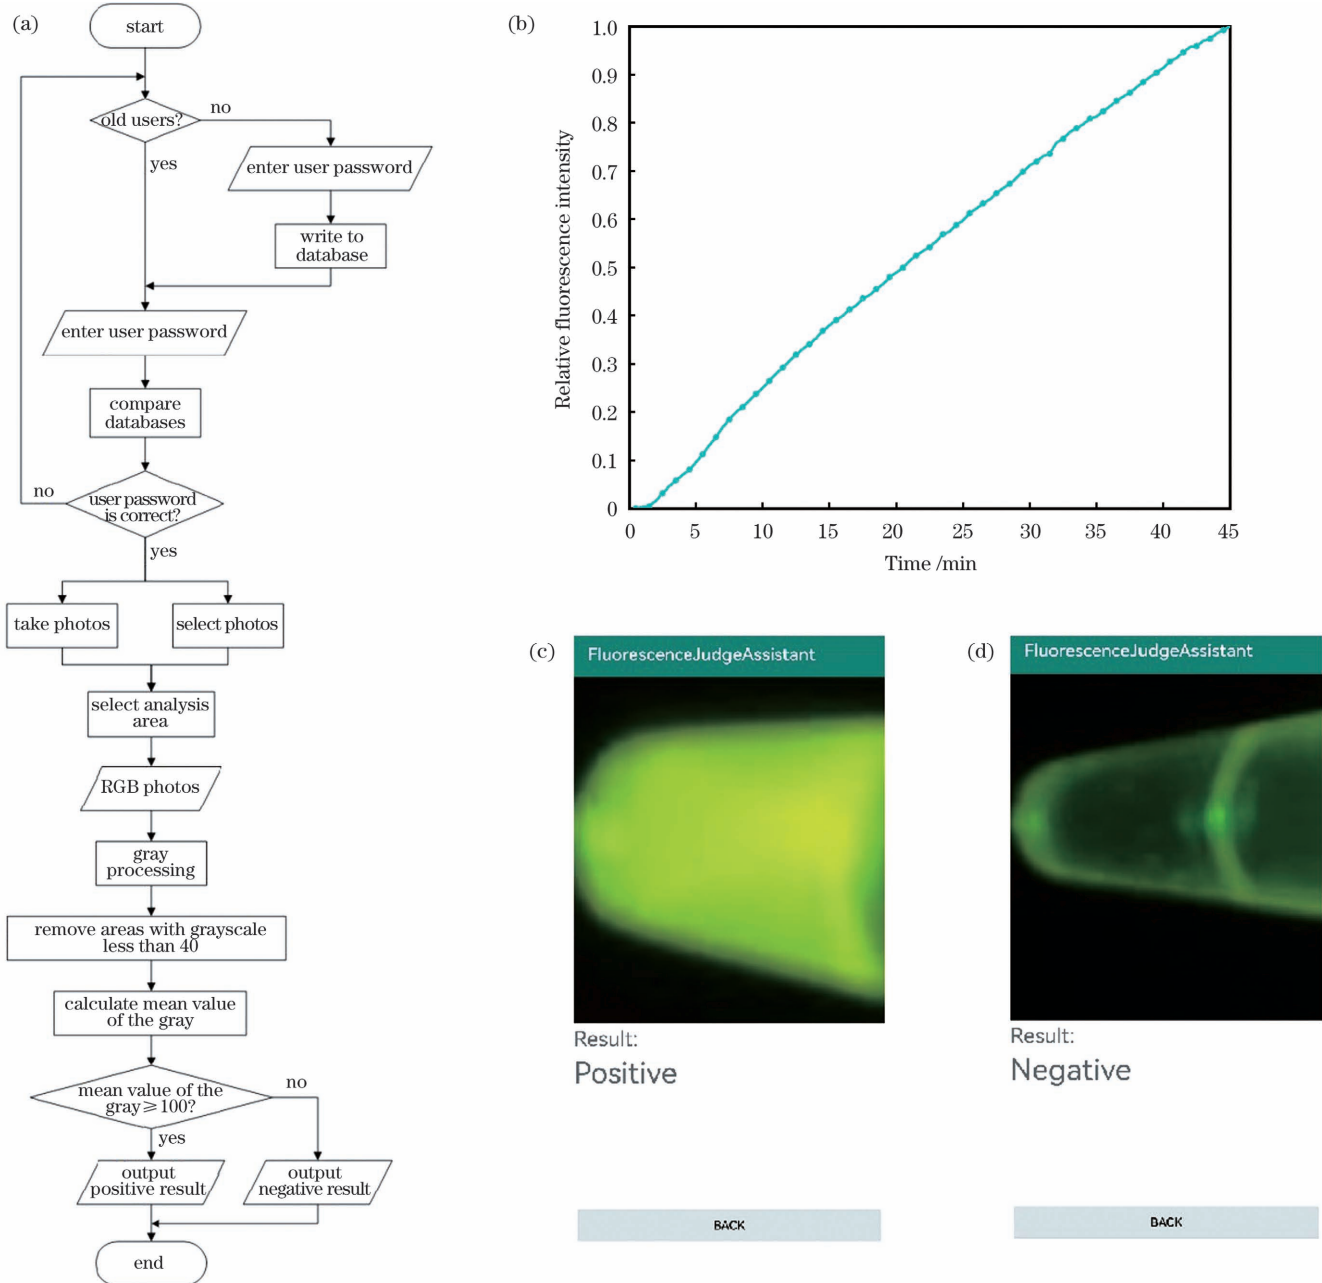 (a)
start
old users?
no
yes
enter user password
write to
database
enter user password
compare
databases
user password
is correct?
no
yes
take photos
select photos
select analysis
area
RGB photos
gray
processing
remove areas with grayscale
less than 40
calculate mean value
of the gray
mean value of the
gray≥100?
no
yes
output
positive result
output
negative result
end
(b)
Relative fluorescence intensity
1.0
0.9
0.8
0.7
0.6
0.5
0.4
0.3
0.2
0.1
0
0 5 10 15 20 25 30 35 40 45
Time /min
(c)
FluorescenceJudgeAssistant
Result:
Positive
BACK
(d)
FluorescenceJudgeAssistant
Result:
Negative
BACK